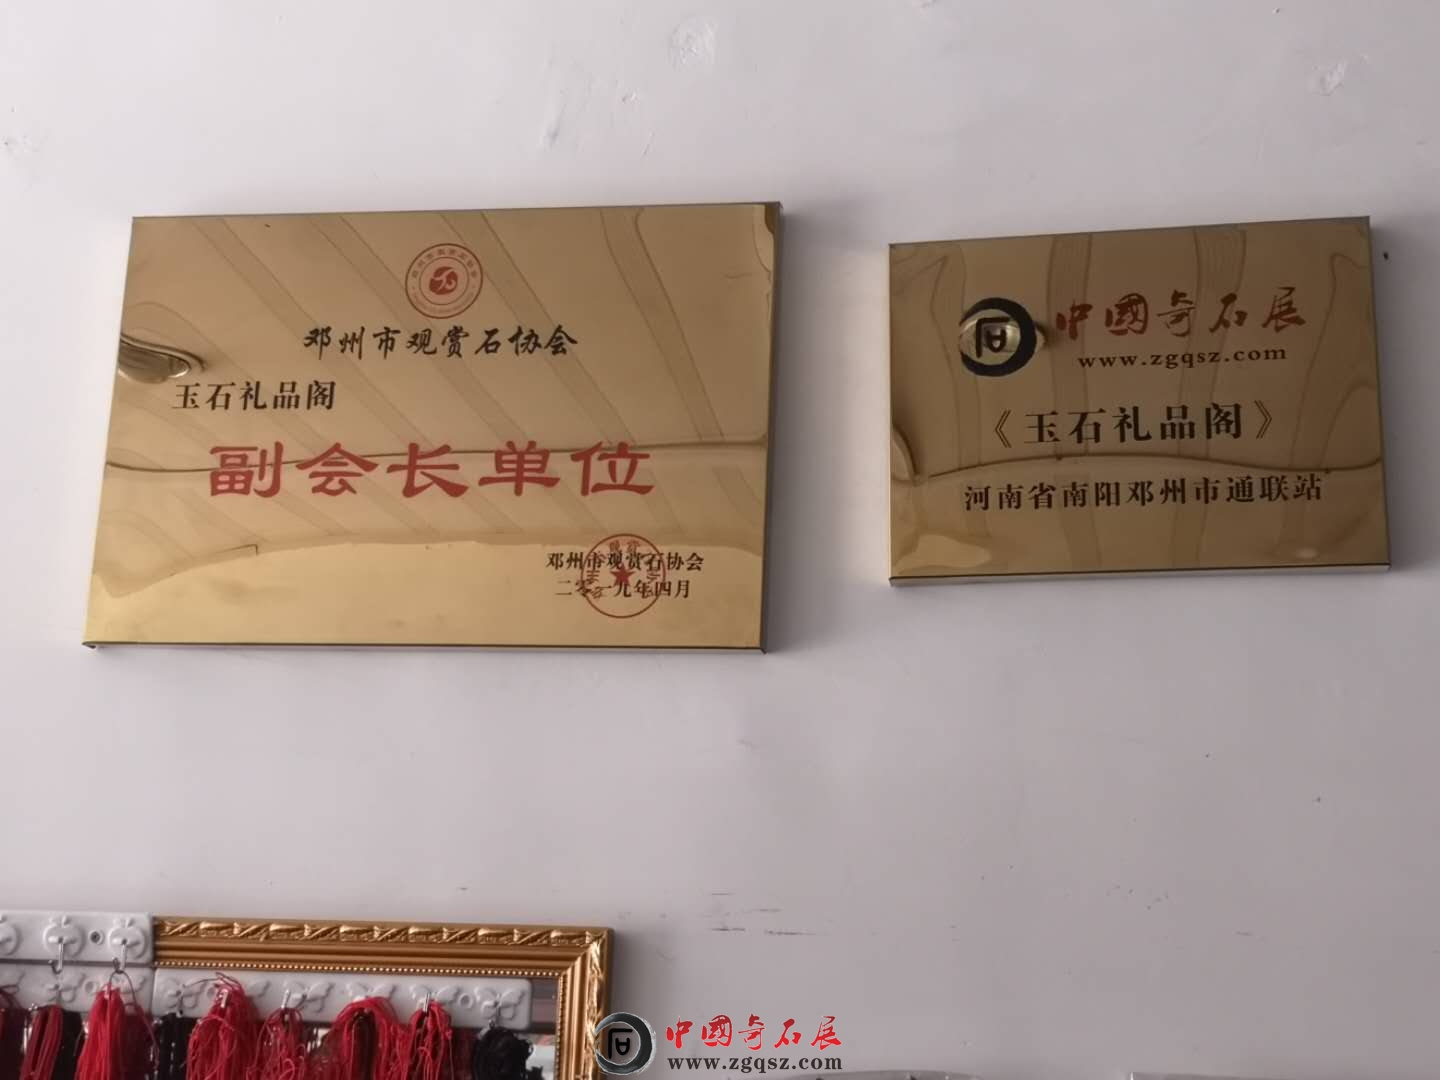 邓州市观赏石协会
玉石礼品阁
副会长单位
邓州市观赏石协会
二零一九年四月
中國奇石展
www.zgqsz.com
《玉石礼品阁》
河南省南阳邓州市通联站
中國奇石展
www.zgqsz.com